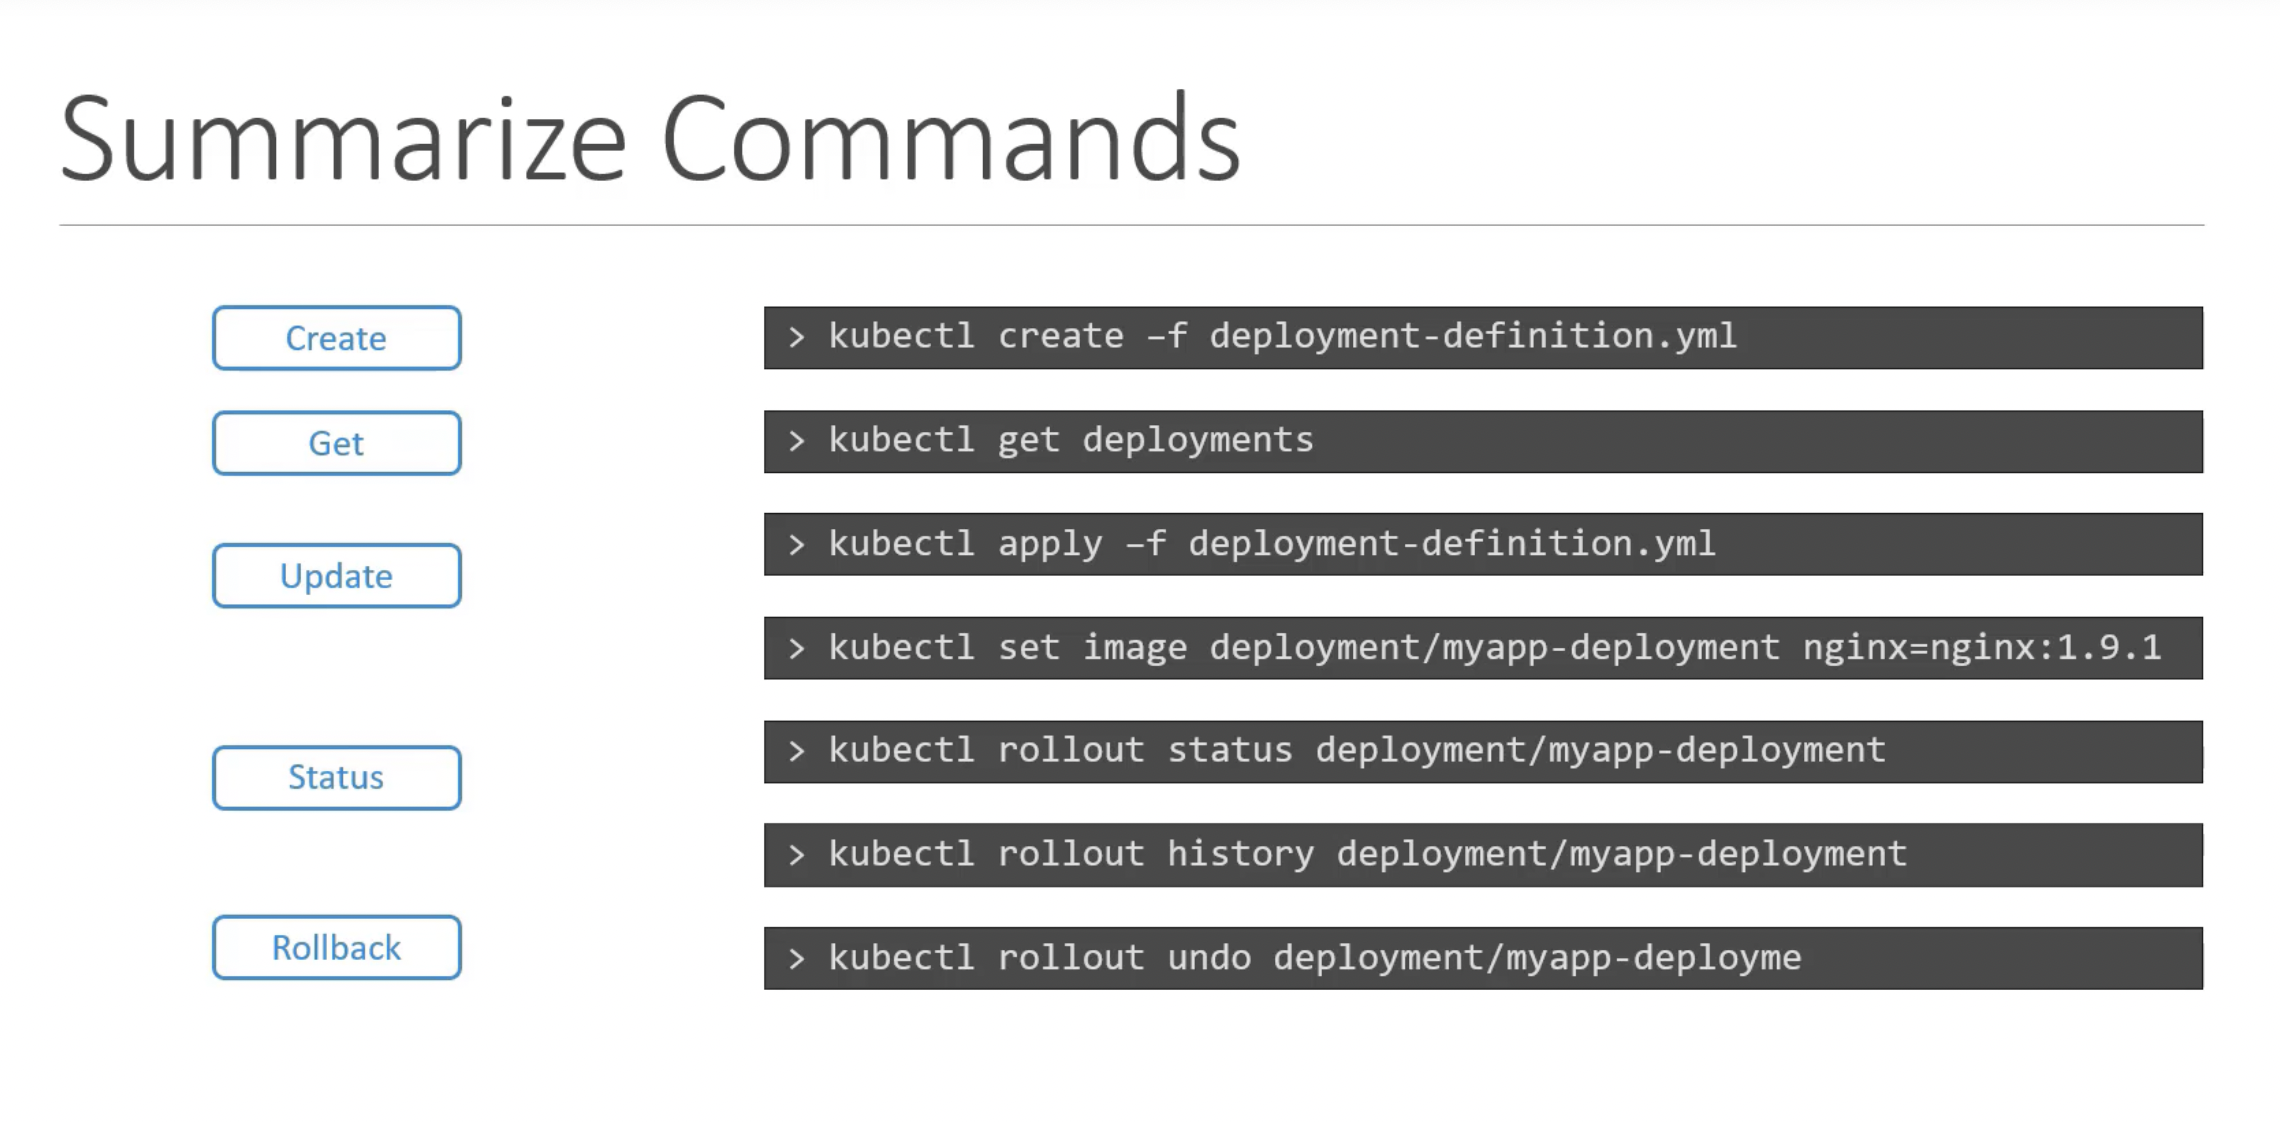 Summarize Commands
Create
> kubectl create –f deployment-definition.yml
Get
> kubectl get deployments
Update
> kubectl apply –f deployment-definition.yml
> kubectl set image deployment/myapp-deployment nginx=nginx:1.9.1
Status
> kubectl rollout status deployment/myapp-deployment
> kubectl rollout history deployment/myapp-deployment
Rollback
> kubectl rollout undo deployment/myapp-deployme